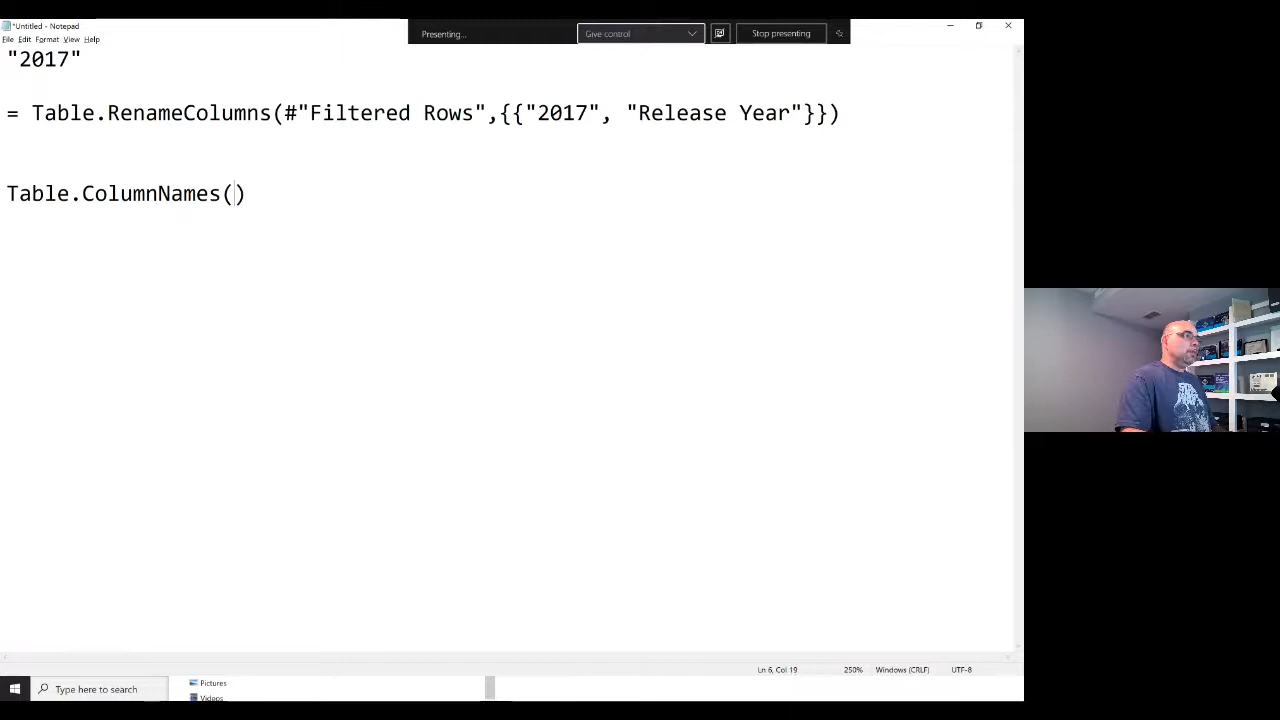 *Untitled - Notepad
Presenting...
Give control
Stop presenting
File Edit Format View Help
"2017"
= Table.RenameColumns(#"Filtered Rows",{{"2017", "Release Year"}})
Table.ColumnNames()
Ln 6, Col 19
250%
Windows (CRLF)
UTF-8
Type here to search
Pictures
Videos